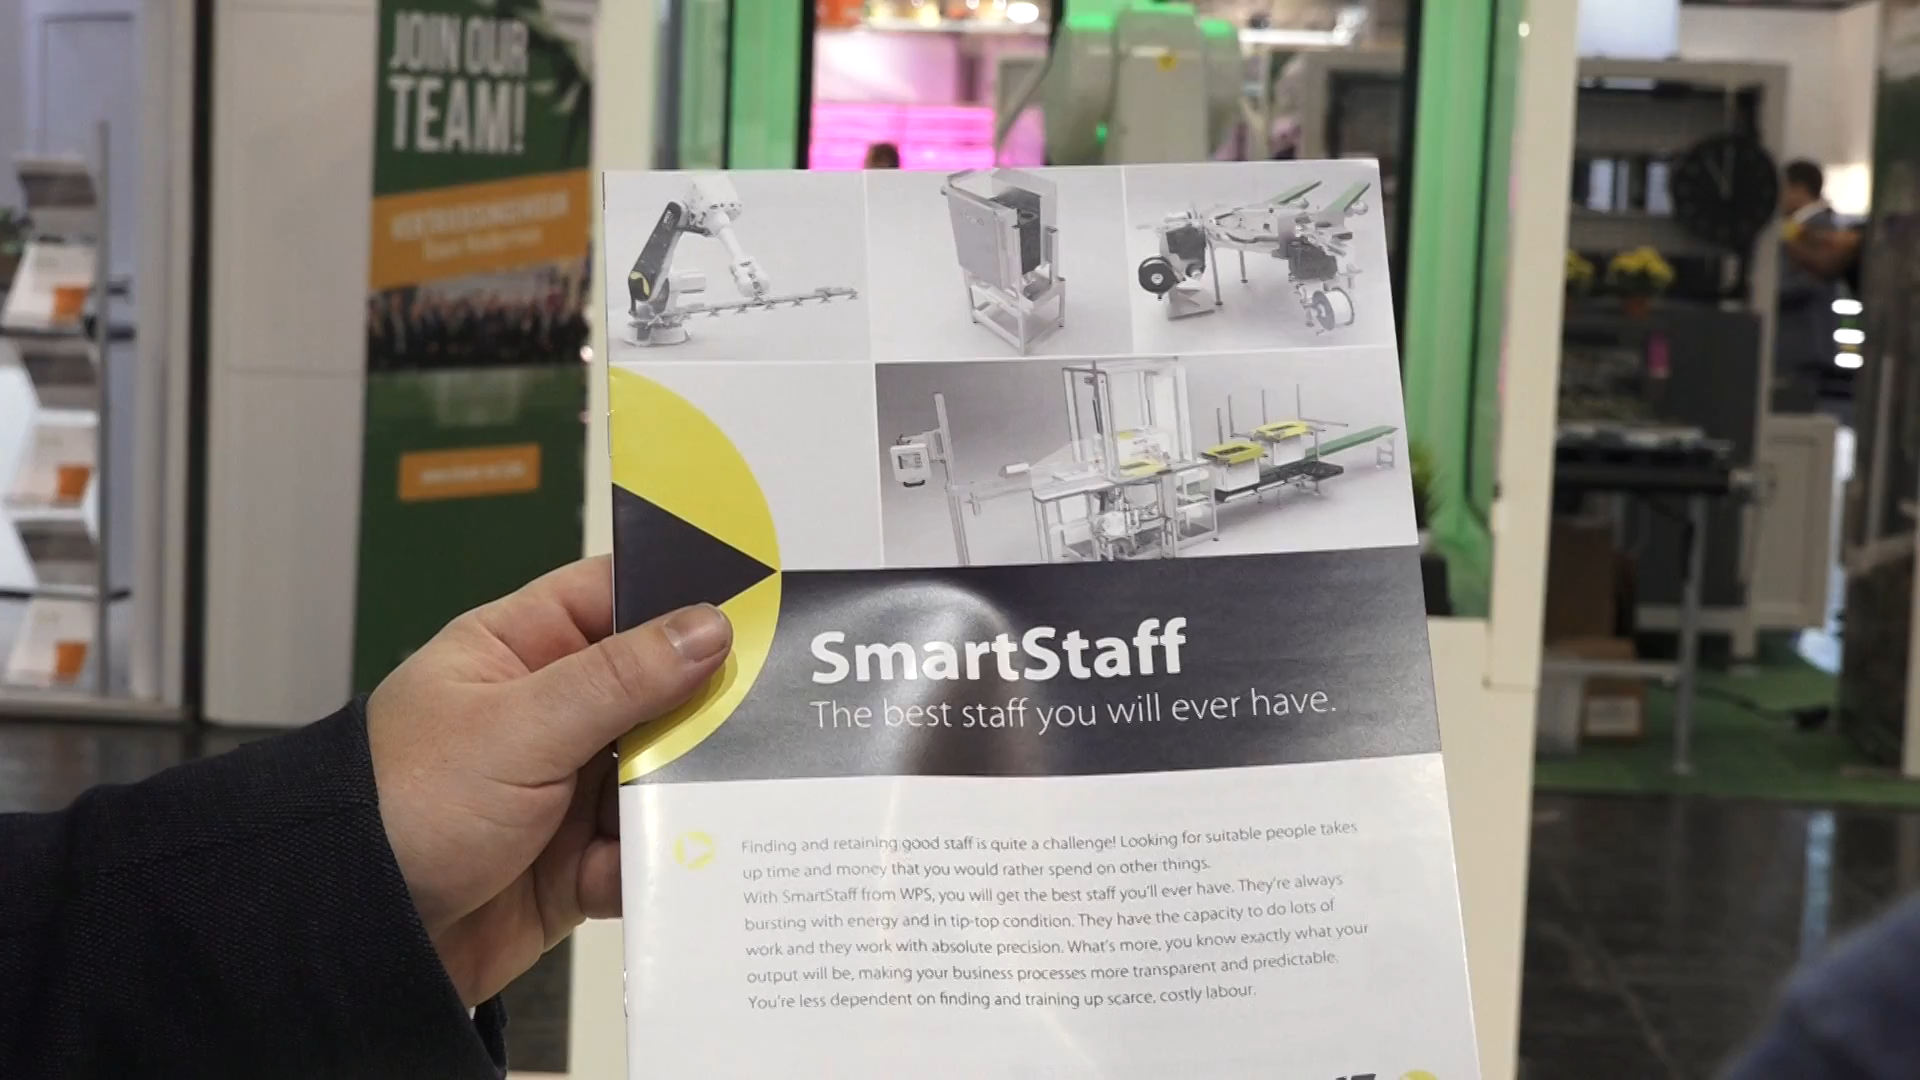 JOIN OUR
TEAM!
SmartStaff
The best staff you will ever have.
Finding and retaining good staff is quite a challenge! Looking for suitable people takes
up time and money that you would rather spend on other things.
With SmartStaff from WPS, you will get the best staff you'll ever have. They're always
bursting with energy and in tip-top condition. They have the capacity to do lots of
work and they work with absolute precision. What's more, you know exactly what your
output will be, making your business processes more transparent and predictable.
You're less dependent on finding and training up scarce, costly labour.